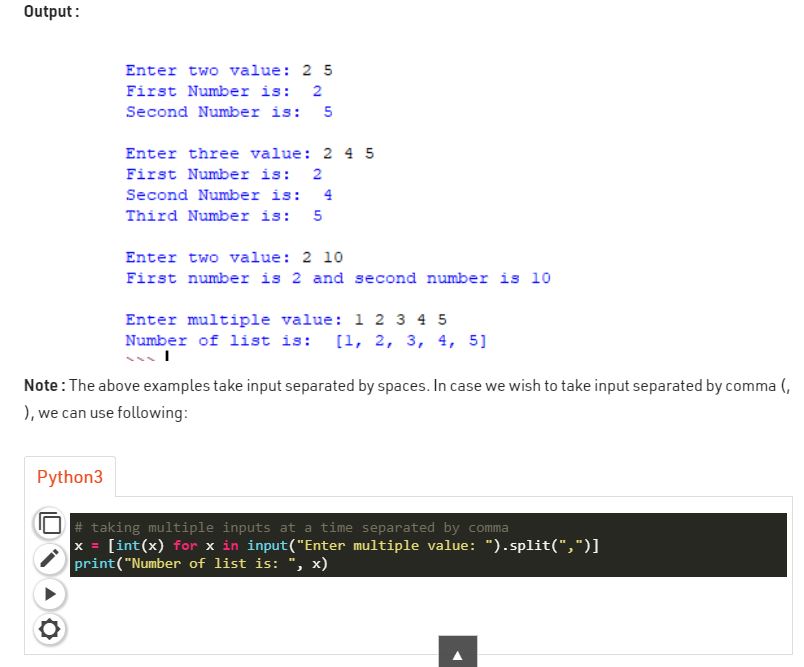 Output :
Enter two value: 2 5
First Number is:  2
Second Number is:  5
Enter three value: 2 4 5
First Number is:  2
Second Number is:  4
Third Number is:  5
Enter two value: 2 10
First number is 2 and second number is 10
Enter multiple value: 1 2 3 4 5
Number of list is:  [1, 2, 3, 4, 5]
Note : The above examples take input separated by spaces. In case we wish to take input separated by comma (,
), we can use following:
Python3
# taking multiple inputs at a time separated by comma
x = [int(x) for x in input("Enter multiple value: ").split(",")]
print("Number of list is: ", x)